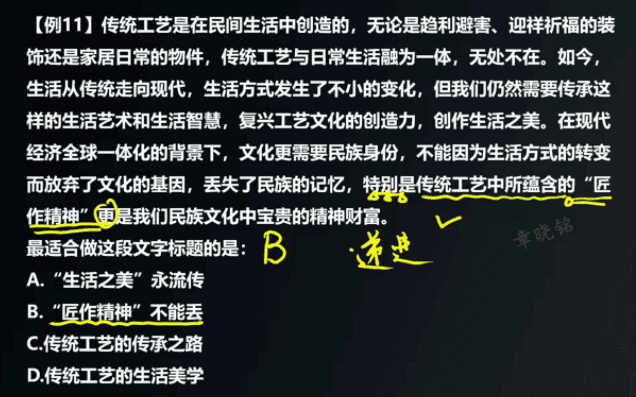 【例11】传统工艺是在民间生活中创造的，无论是趋利避害、迎祥祈福的装
饰还是家居日常的物件，传统工艺与日常生活融为一体，无处不在。如今，
生活从传统走向现代，生活方式发生了不小的变化，但我们仍然需要传承这
样的生活艺术和生活智慧，复兴工艺文化的创造力，创作生活之美。在现代
经济全球一体化的背景下，文化更需要民族身份，不能因为生活方式的转变
而放弃了文化的基因，丢失了民族的记忆，特别是传统工艺中所蕴含的“匠
作精神”更是我们民族文化中宝贵的精神财富。
最适合做这段文字标题的是： B 递进
章晓铭
A.“生活之美”永流传
B.“匠作精神”不能丢
C.传统工艺的传承之路
D.传统工艺的生活美学